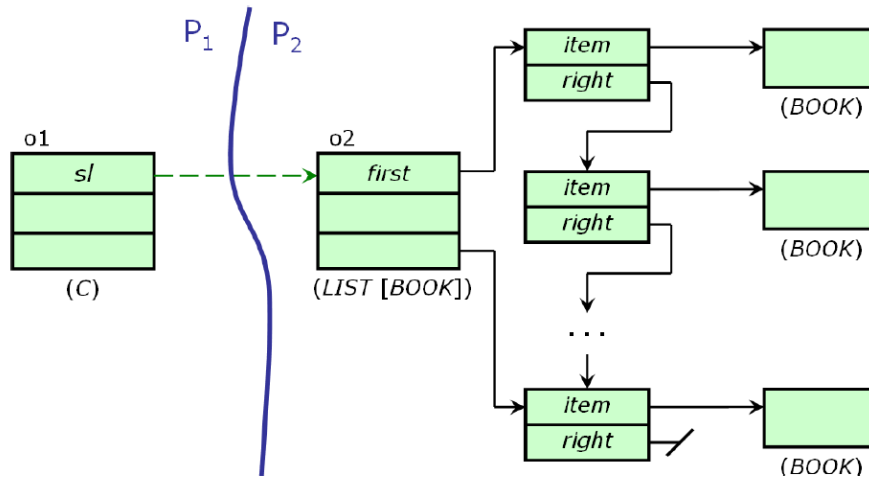 P1 P2
o1
sl
(C)
o2
first
(LIST [BOOK])
item
right
(BOOK)
item
right
(BOOK)
...
item
right
(BOOK)